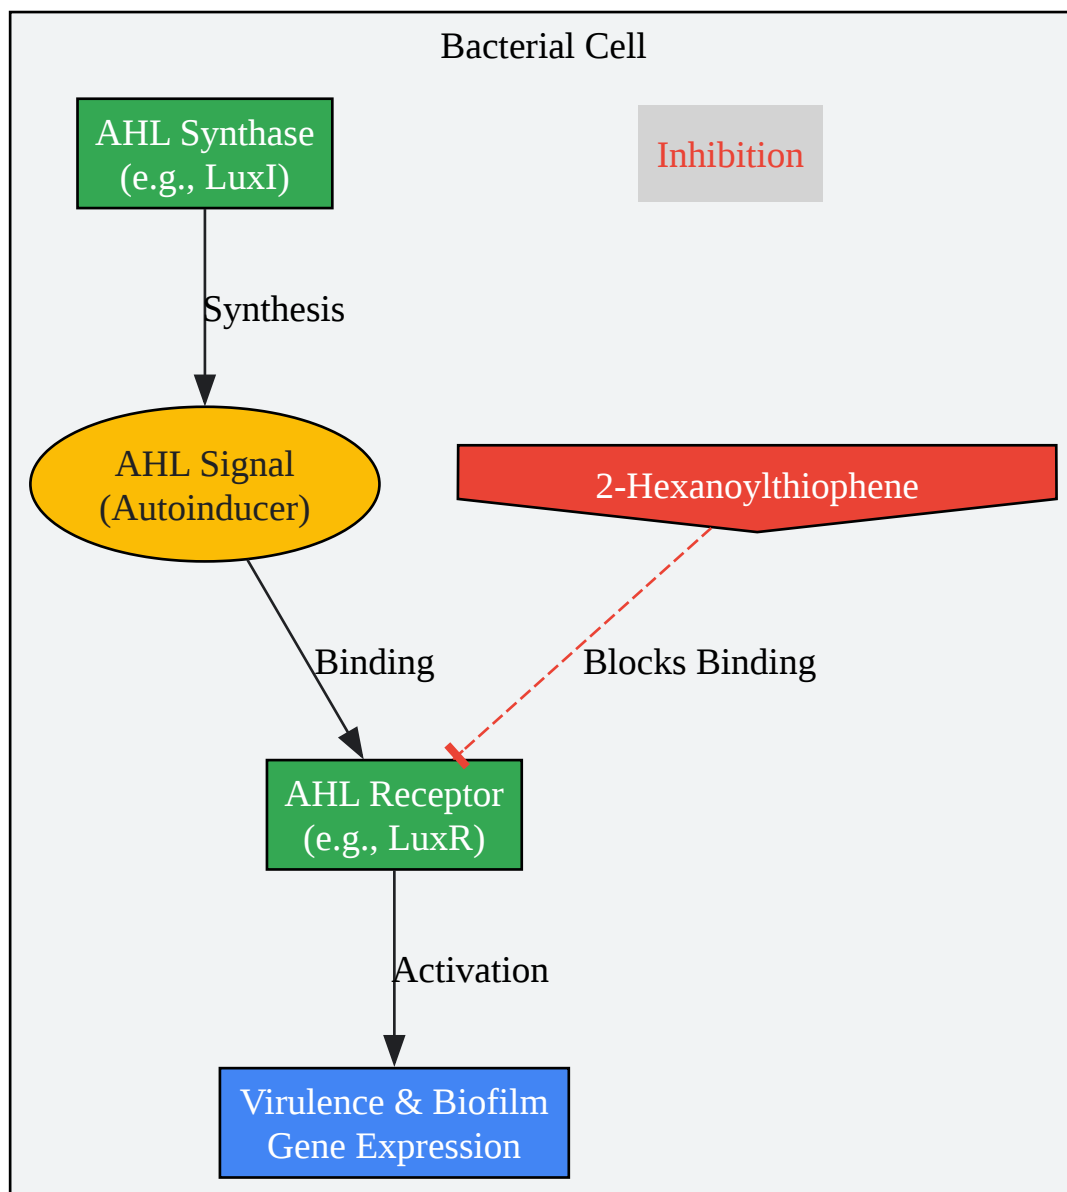 Bacterial Cell
AHL Synthase
(e.g., LuxI)
Inhibition
Synthesis
AHL Signal
(Autoinducer)
2-Hexanoylthiophene
Binding
Blocks Binding
AHL Receptor
(e.g., LuxR)
Activation
Virulence & Biofilm
Gene Expression